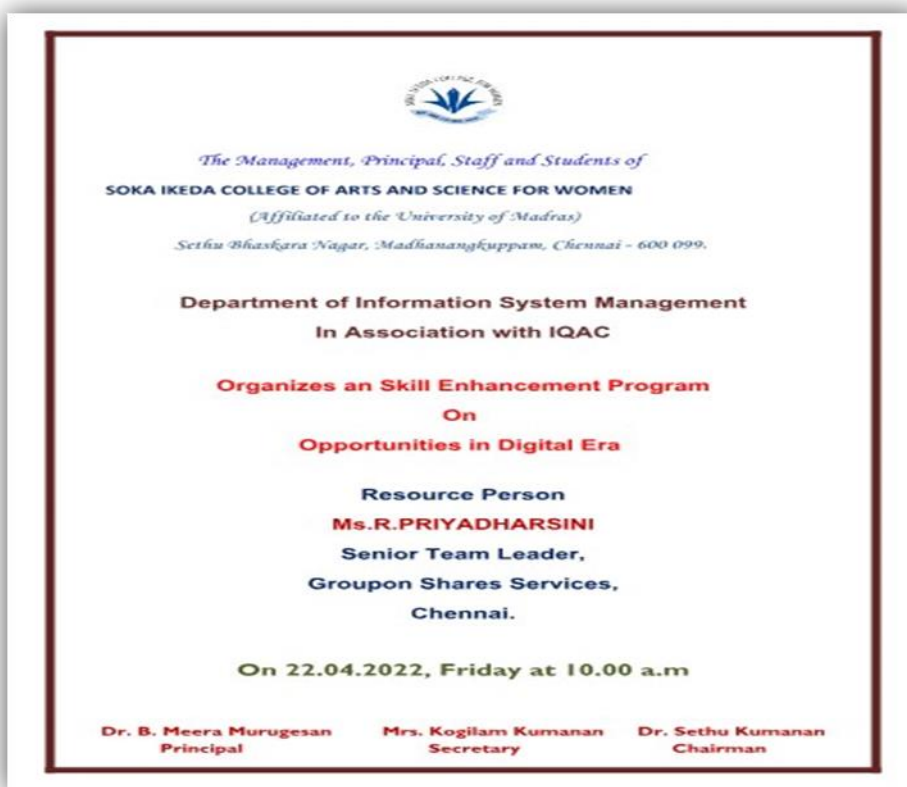 The Management, Principal, Staff and Students of
SOKA IKEDA COLLEGE OF ARTS AND SCIENCE FOR WOMEN
(Affiliated to the University of Madras)
Sethu Bhaskara Nagar, Madhanangkuppam, Chennai - 600 099.
Department of Information System Management
In Association with IQAC
Organizes an Skill Enhancement Program
On
Opportunities in Digital Era
Resource Person
Ms.R.PRIYADHARSINI
Senior Team Leader,
Groupon Shares Services,
Chennai.
On 22.04.2022, Friday at 10.00 a.m
Dr. B. Meera Murugesan Mrs. Kogilam Kumanan Dr. Sethu Kumanan
Principal Secretary Chairman